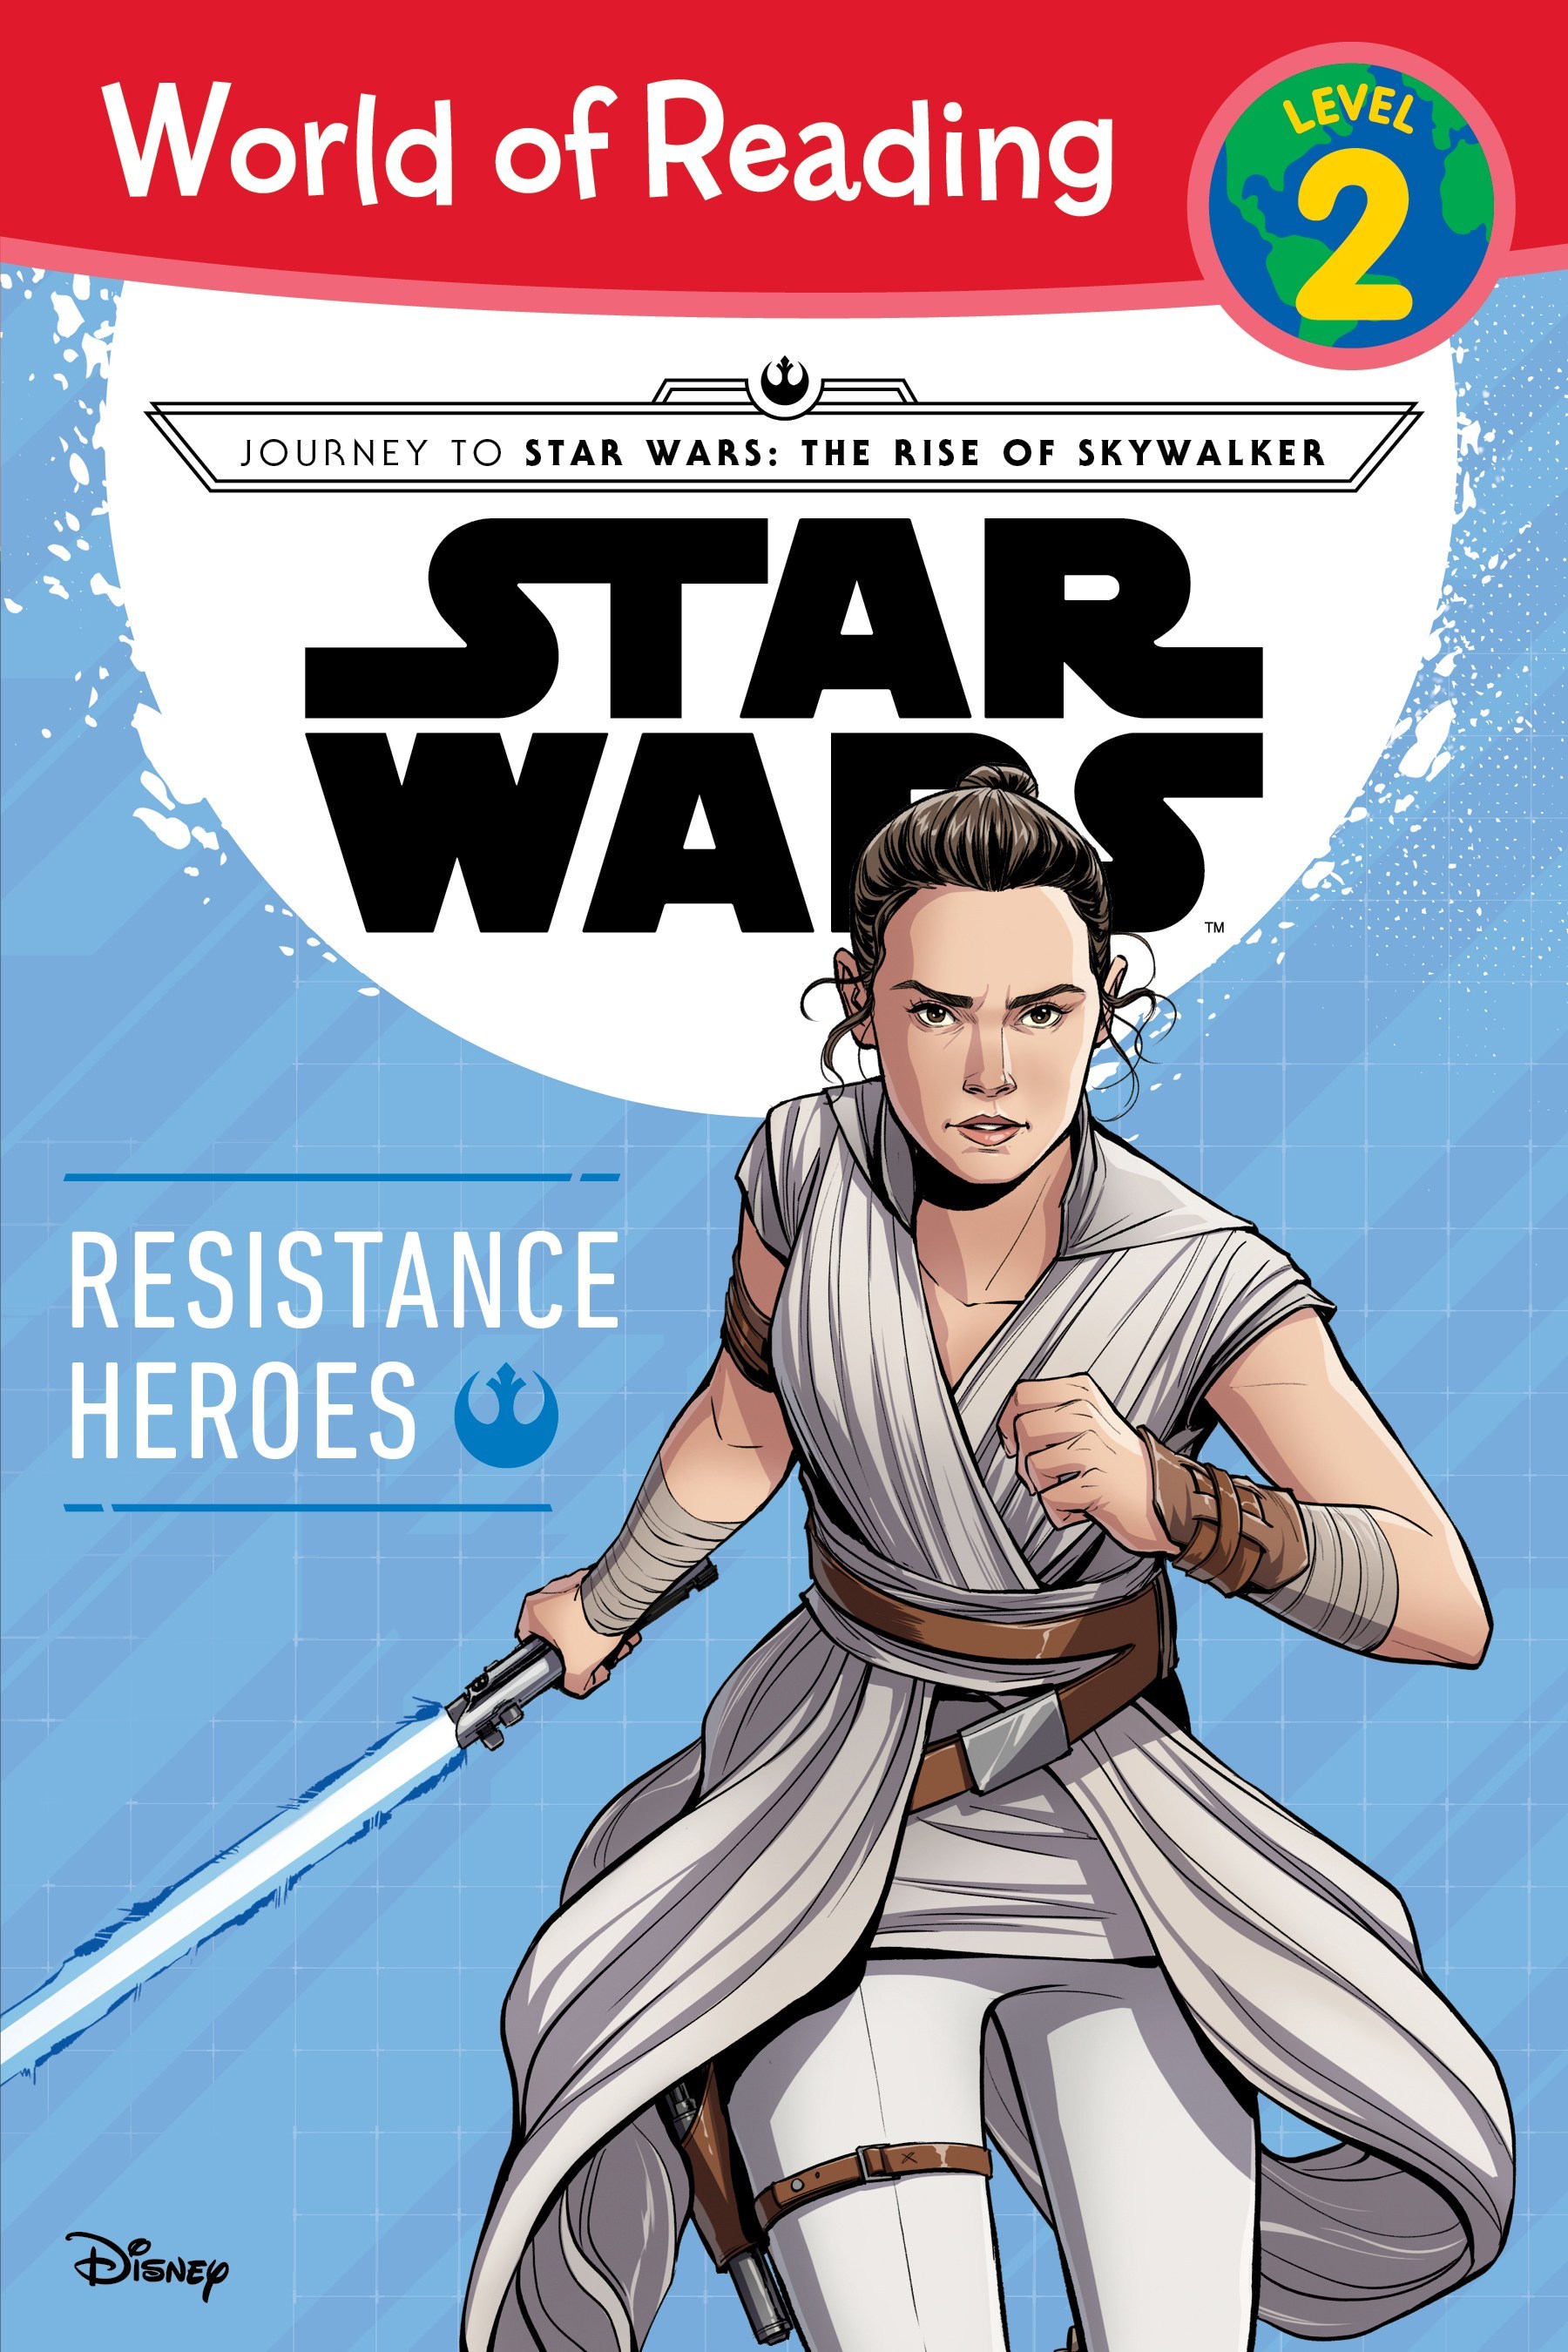 World of Reading
LEVEL
2
JOURNEY TO STAR WARS: THE RISE OF SKYWALKER
STAR
WARS
TM
RESISTANCE
HEROES
Disney